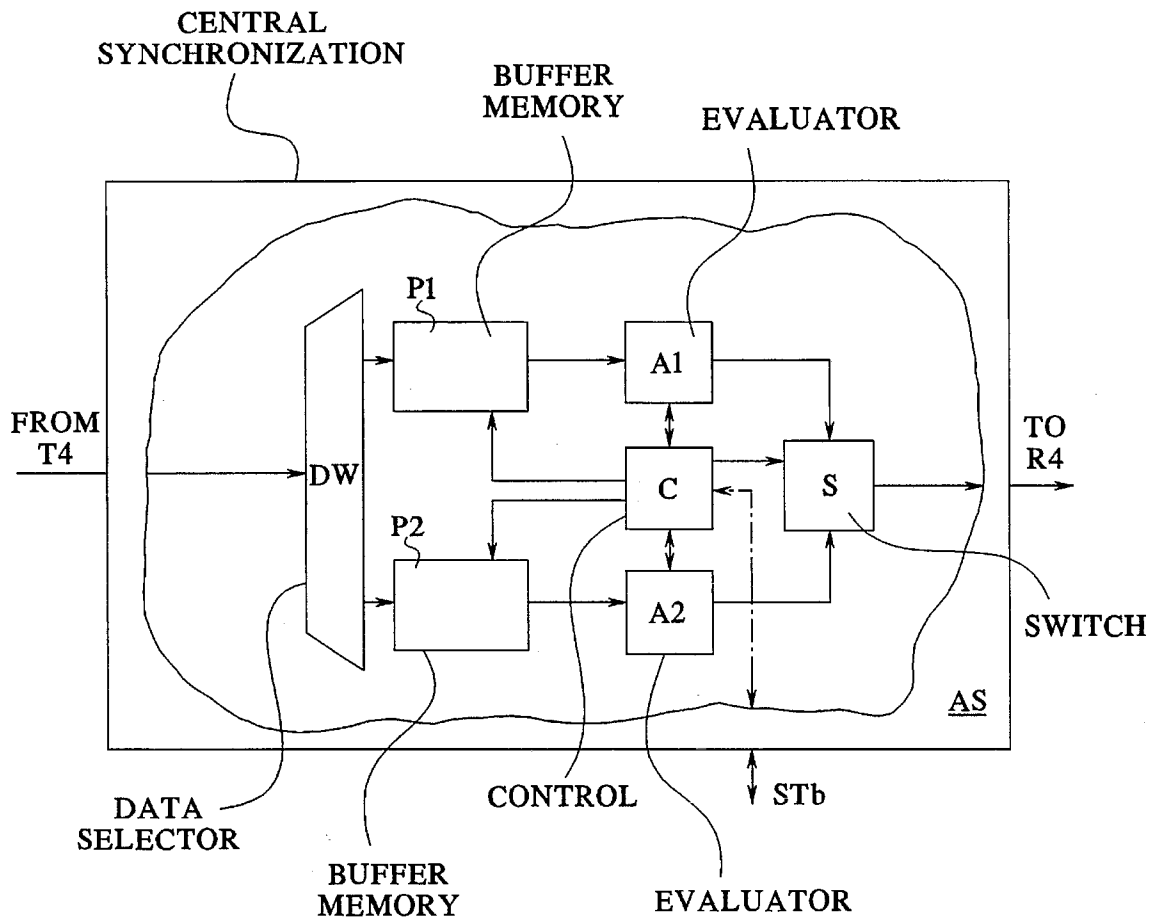 CENTRAL
SYNCHRONIZATION
BUFFER
MEMORY
EVALUATOR
P1
A1
FROM
T4
DW
C
S
TO
R4
P2
A2
SWITCH
AS
CONTROL
STb
DATA
SELECTOR
BUFFER
MEMORY
EVALUATOR